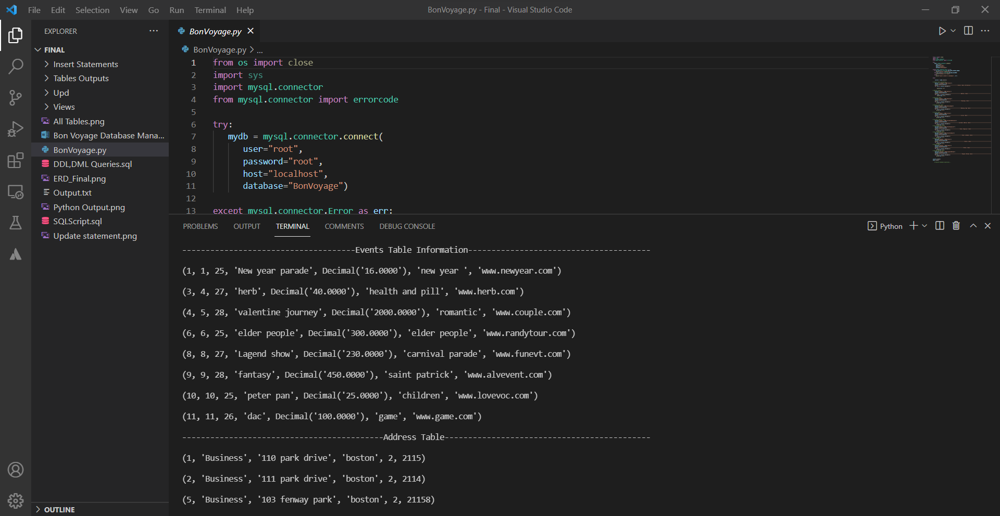 File Edit Selection View Go Run Terminal Help
BonVoyage.py - Final - Visual Studio Code
EXPLORER
FINAL
Insert Statements
Tables Outputs
Upd
Views
All Tables.png
Bon Voyage Database Mana...
BonVoyage.py
DDL,DML Queries.sql
ERD_Final.png
Output.txt
Python Output.png
SQLScript.sql
Update statement.png
OUTLINE
BonVoyage.py
BonVoyage.py > ...
1 from os import close
2 import sys
3 import mysql.connector
4 from mysql.connector import errorcode
5
6 try:
7 mydb = mysql.connector.connect(
8 user="root",
9 password="root",
10 host="localhost",
11 database="BonVoyage")
12
13 except mysql.connector.Error as err:
PROBLEMS OUTPUT TERMINAL COMMENTS DEBUG CONSOLE
Python
-------------------------------------Events Table Information---------------------------------------
(1, 1, 25, 'New year parade', Decimal('16.0000'), 'new year ', 'www.newyear.com')
(3, 4, 27, 'herb', Decimal('40.0000'), 'health and pill', 'www.herb.com')
(4, 5, 28, 'valentine journey', Decimal('2000.0000'), 'romantic', 'www.couple.com')
(6, 6, 25, 'elder people', Decimal('300.0000'), 'elder people', 'www.randytour.com')
(8, 8, 27, 'Lagend show', Decimal('230.0000'), 'carnival parade', 'www.funevt.com')
(9, 9, 28, 'fantasy', Decimal('450.0000'), 'saint patrick', 'www.alvevent.com')
(10, 10, 25, 'peter pan', Decimal('25.0000'), 'children', 'www.lovevoc.com')
(11, 11, 26, 'dac', Decimal('100.0000'), 'game', 'www.game.com')
-------------------------------------------Address Table--------------------------------------------
(1, 'Business', '110 park drive', 'boston', 2, 2115)
(2, 'Business', '111 park drive', 'boston', 2, 2114)
(5, 'Business', '103 fenway park', 'boston', 2, 21158)